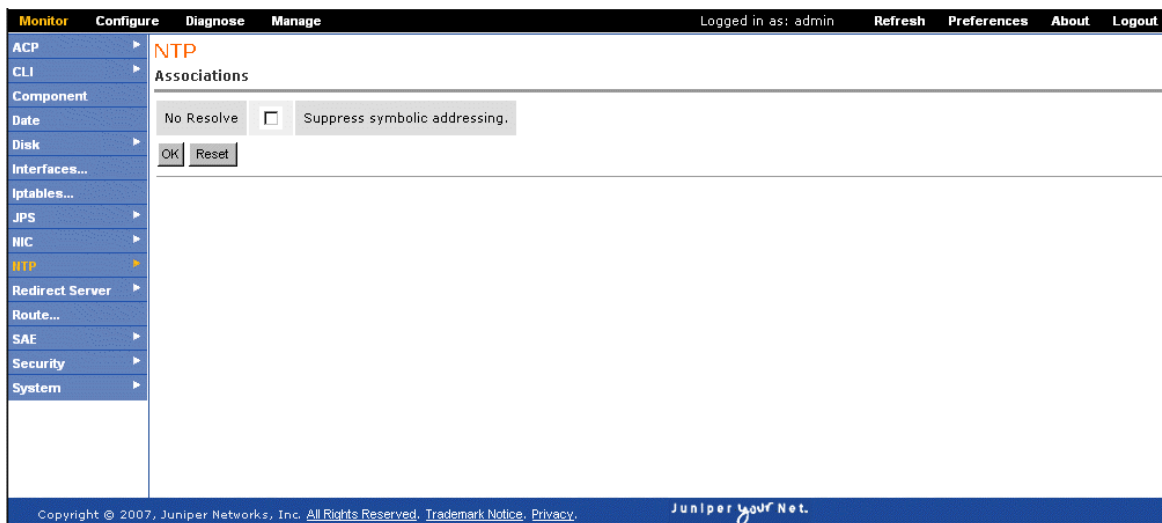 Monitor Configure Diagnose Manage Logged in as: admin Refresh Preferences About Logout
ACP
CLI
Component
Date
Disk
Interfaces...
Iptables...
JPS
NIC
NTP
Redirect Server
Route...
SAE
Security
System
NTP
Associations
No Resolve Suppress symbolic addressing.
OK Reset
Copyright © 2007, Juniper Networks, Inc. All Rights Reserved. Trademark Notice. Privacy.
Juniper your Net.